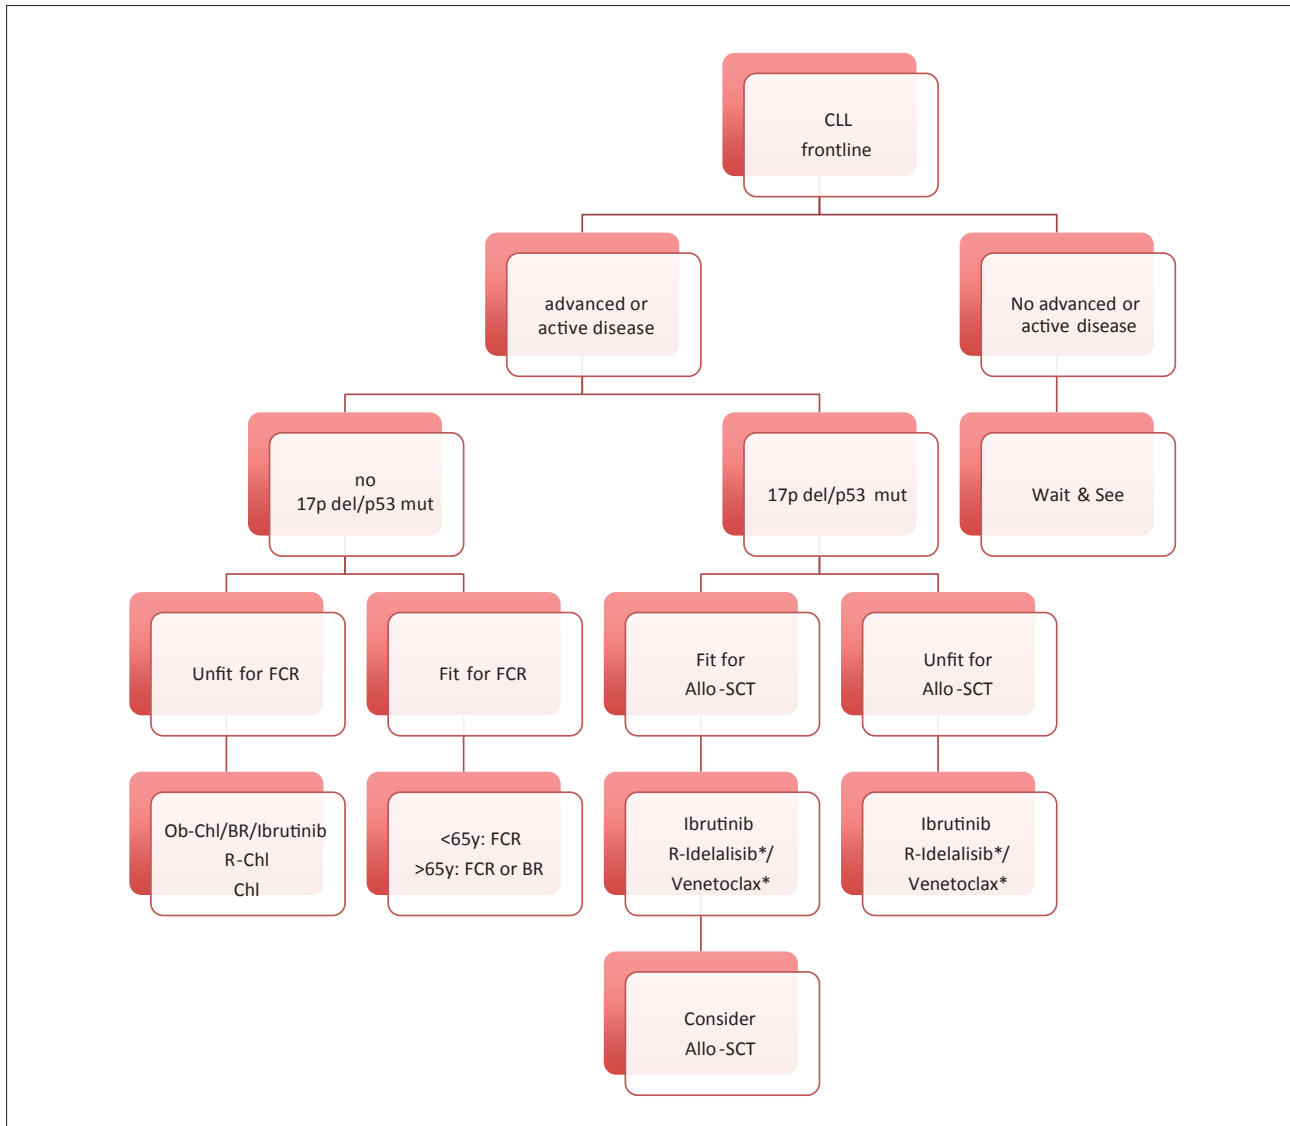 CLL
frontline
advanced or
active disease
No advanced or
active disease
no
17p del/p53 mut
17p del/p53 mut
Wait & See
Unfit for FCR
Fit for FCR
Fit for
Allo-SCT
Unfit for
Allo-SCT
Ob-Chl/BR/Ibrutinib
R-Chl
Chl
<65y: FCR
>65y: FCR or BR
Ibrutinib
R-Idelalisib*/
Venetoclax*
Ibrutinib
R-Idelalisib*/
Venetoclax*
Consider
Allo-SCT